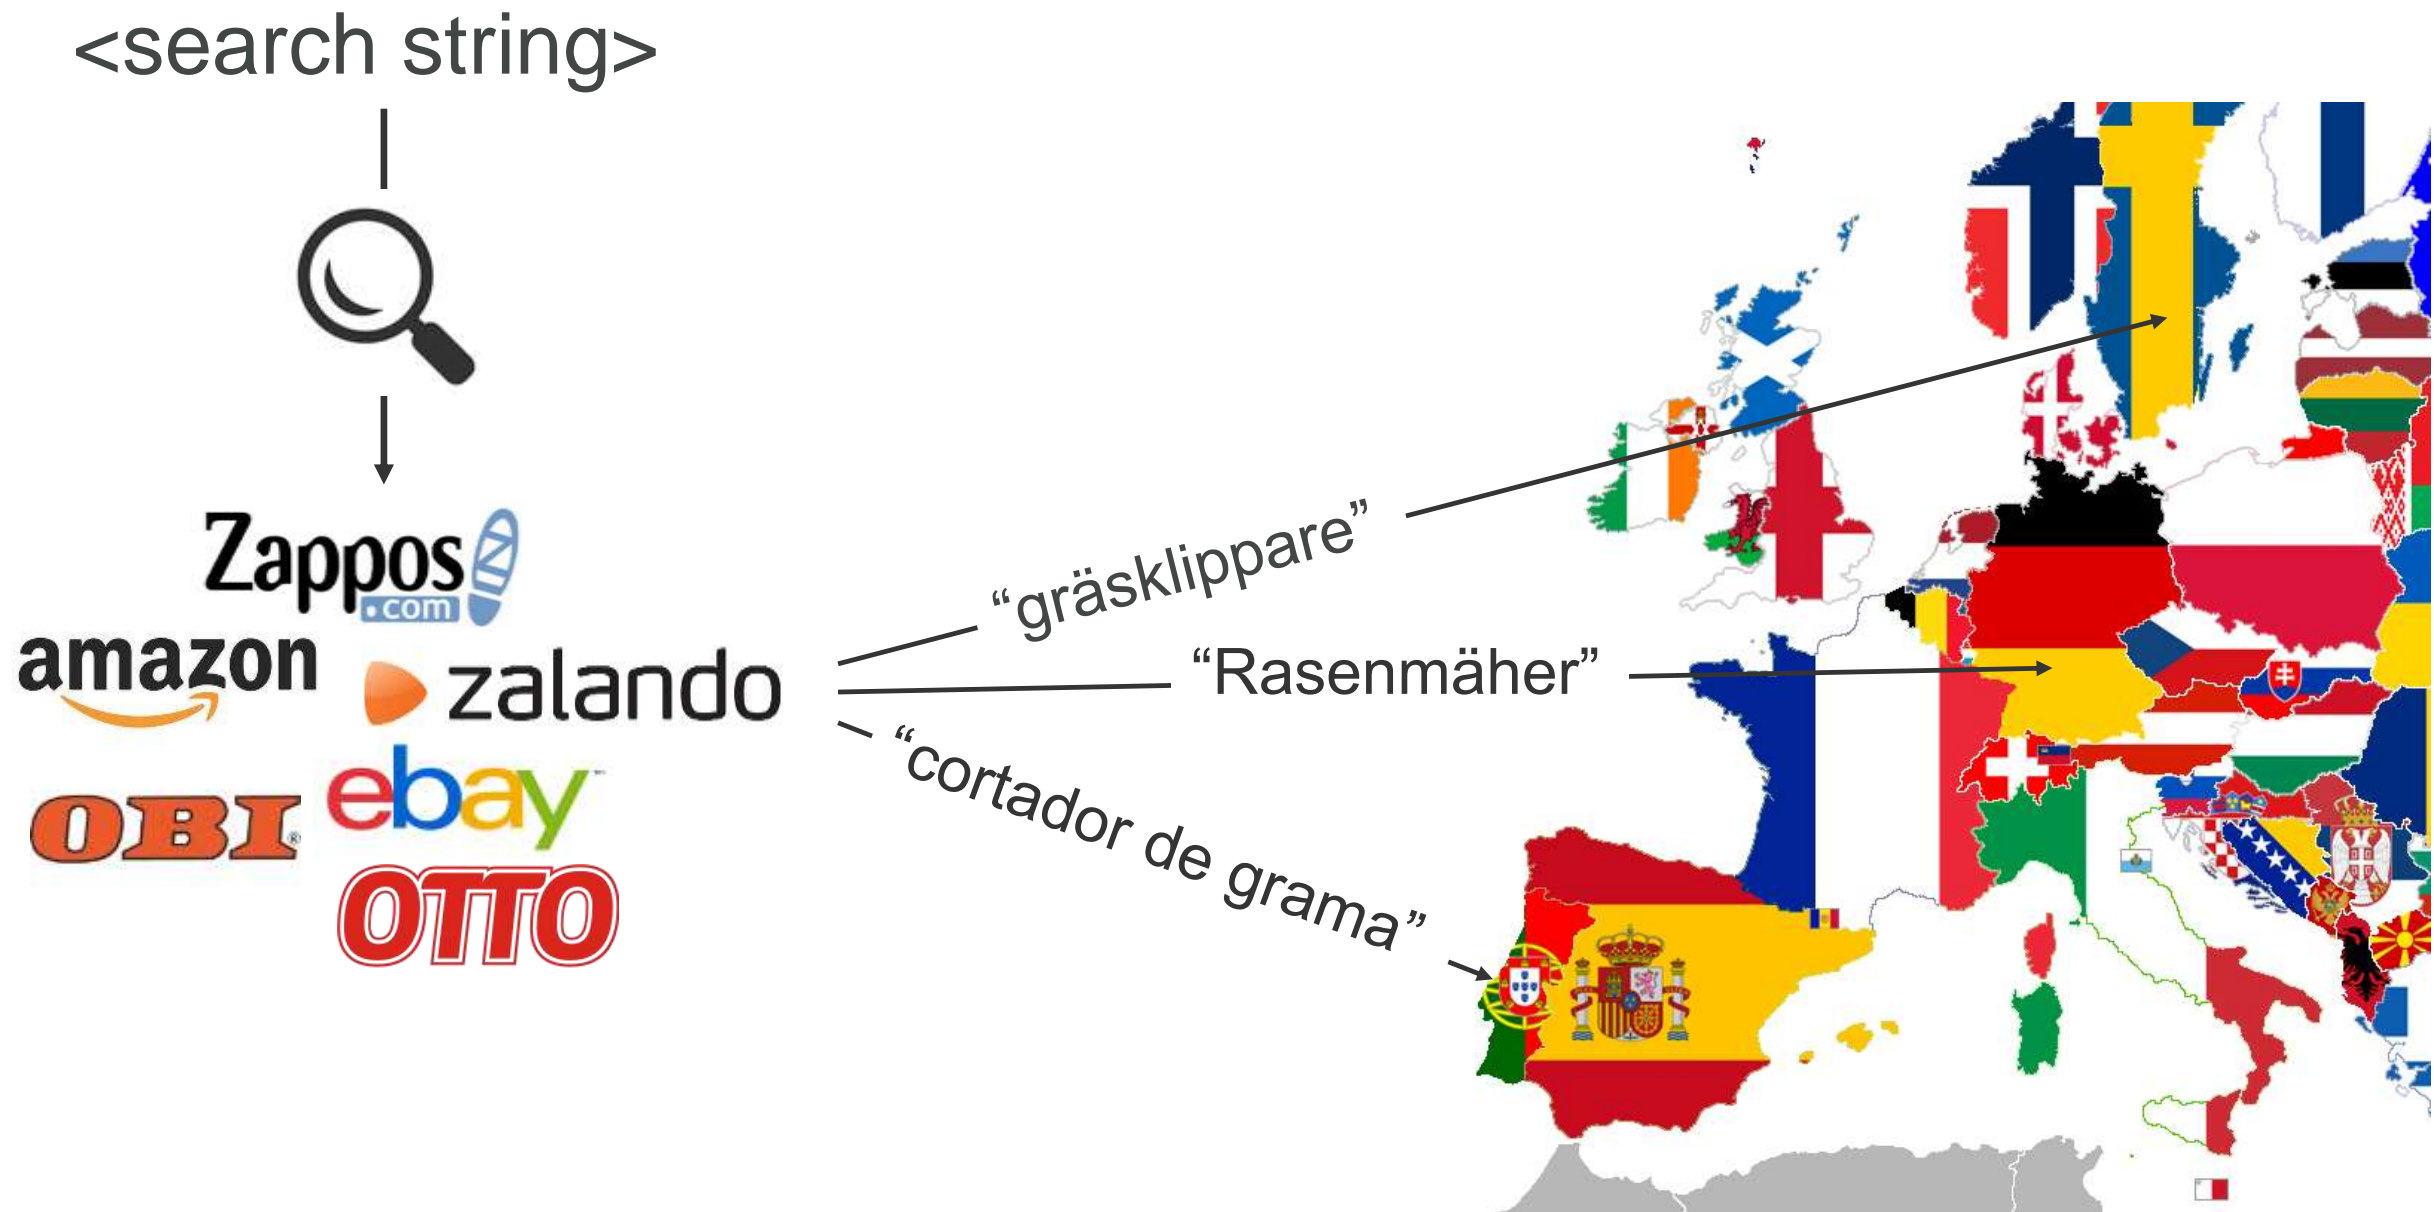 <search string>
Zappos
.com
amazon
zalando
ebay
OBI
OTTO
“gräsklippare”
“Rasenmäher”
“cortador de grama”